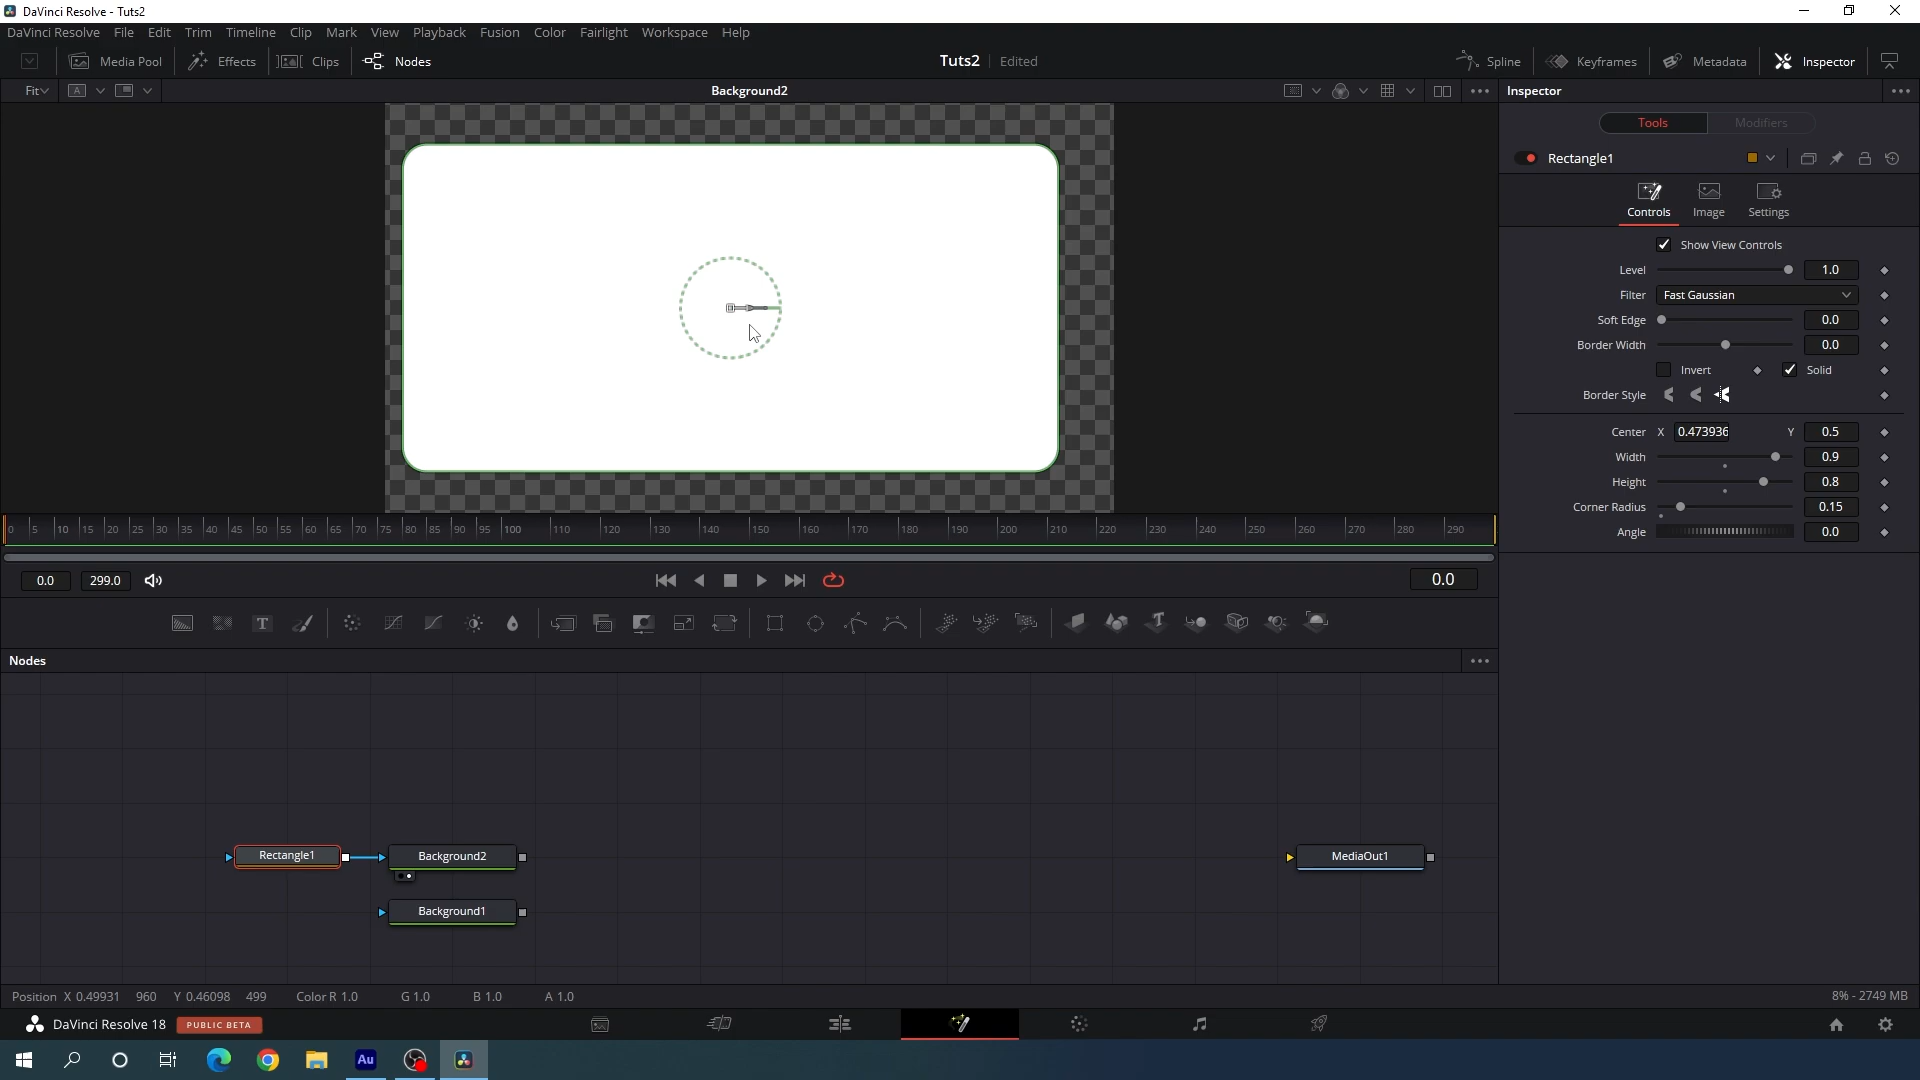 DaVinci Resolve - Tuts2
DaVinci Resolve File Edit Trim Timeline Clip Mark View Playback Fusion Color Fairlight Workspace Help
Media Pool Effects Clips Nodes Tuts2 Edited Spline Keyframes Metadata Inspector
Fit A Background2 Inspector
Tools Modifiers
Rectangle1
Controls Image Settings
Show View Controls
Level 1.0
Filter Fast Gaussian
Soft Edge 0.0
Border Width 0.0
Invert Solid
Border Style
Center X 0.473936 Y 0.5
Width 0.9
Height 0.8
Corner Radius 0.15
Angle 0.0
0 5 10 15 20 25 30 35 40 45 50 55 60 65 70 75 80 85 90 95 100 110 120 130 140 150 160 170 180 190 200 210 220 230 240 250 260 270 280 290
0.0 299.0 0.0
T T
Nodes
Rectangle1 Background2 MediaOut1
Background1
Position X 0.49931 960 Y 0.46098 499 Color R 1.0 G 1.0 B 1.0 A 1.0 8% - 2749 MB
DaVinci Resolve 18 PUBLIC BETA
Au